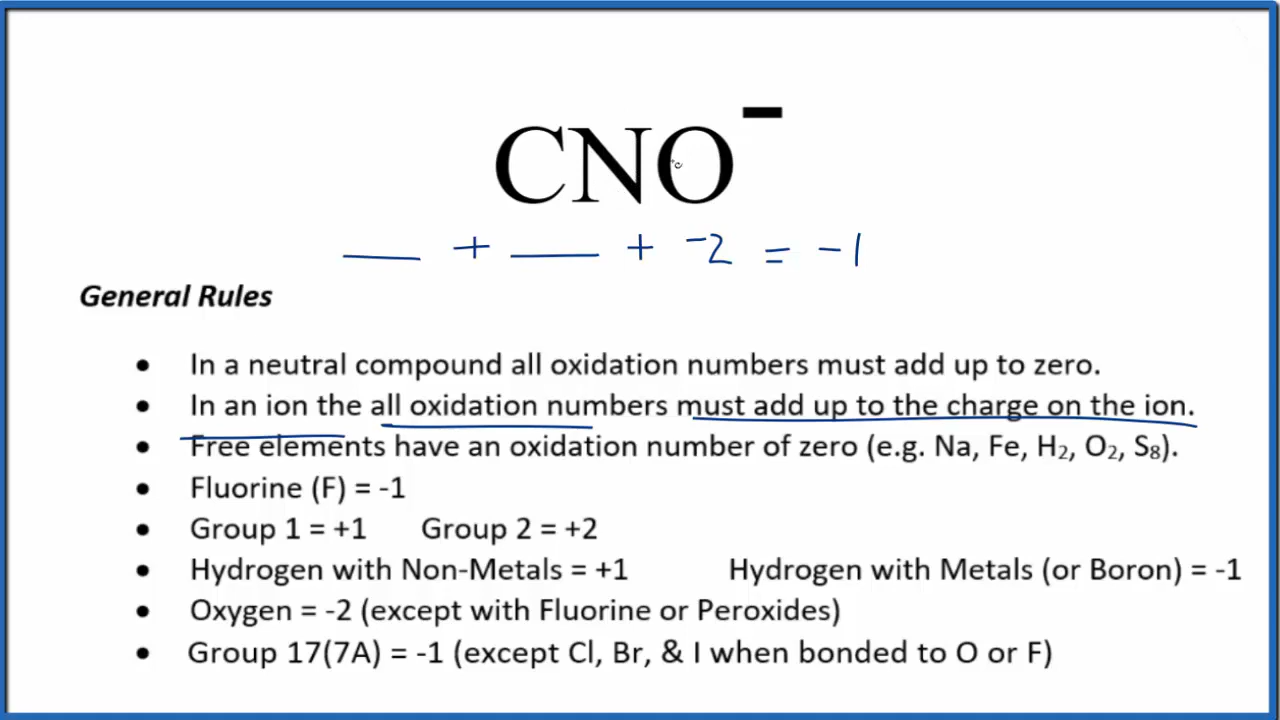 CNO⁻
__ + __ + -2 = -1
General Rules
• In a neutral compound all oxidation numbers must add up to zero.
• In an ion the all oxidation numbers must add up to the charge on the ion.
• Free elements have an oxidation number of zero (e.g. Na, Fe, H₂, O₂, S₈).
• Fluorine (F) = -1
• Group 1 = +1 Group 2 = +2
• Hydrogen with Non-Metals = +1 Hydrogen with Metals (or Boron) = -1
• Oxygen = -2 (except with Fluorine or Peroxides)
• Group 17(7A) = -1 (except Cl, Br, & I when bonded to O or F)